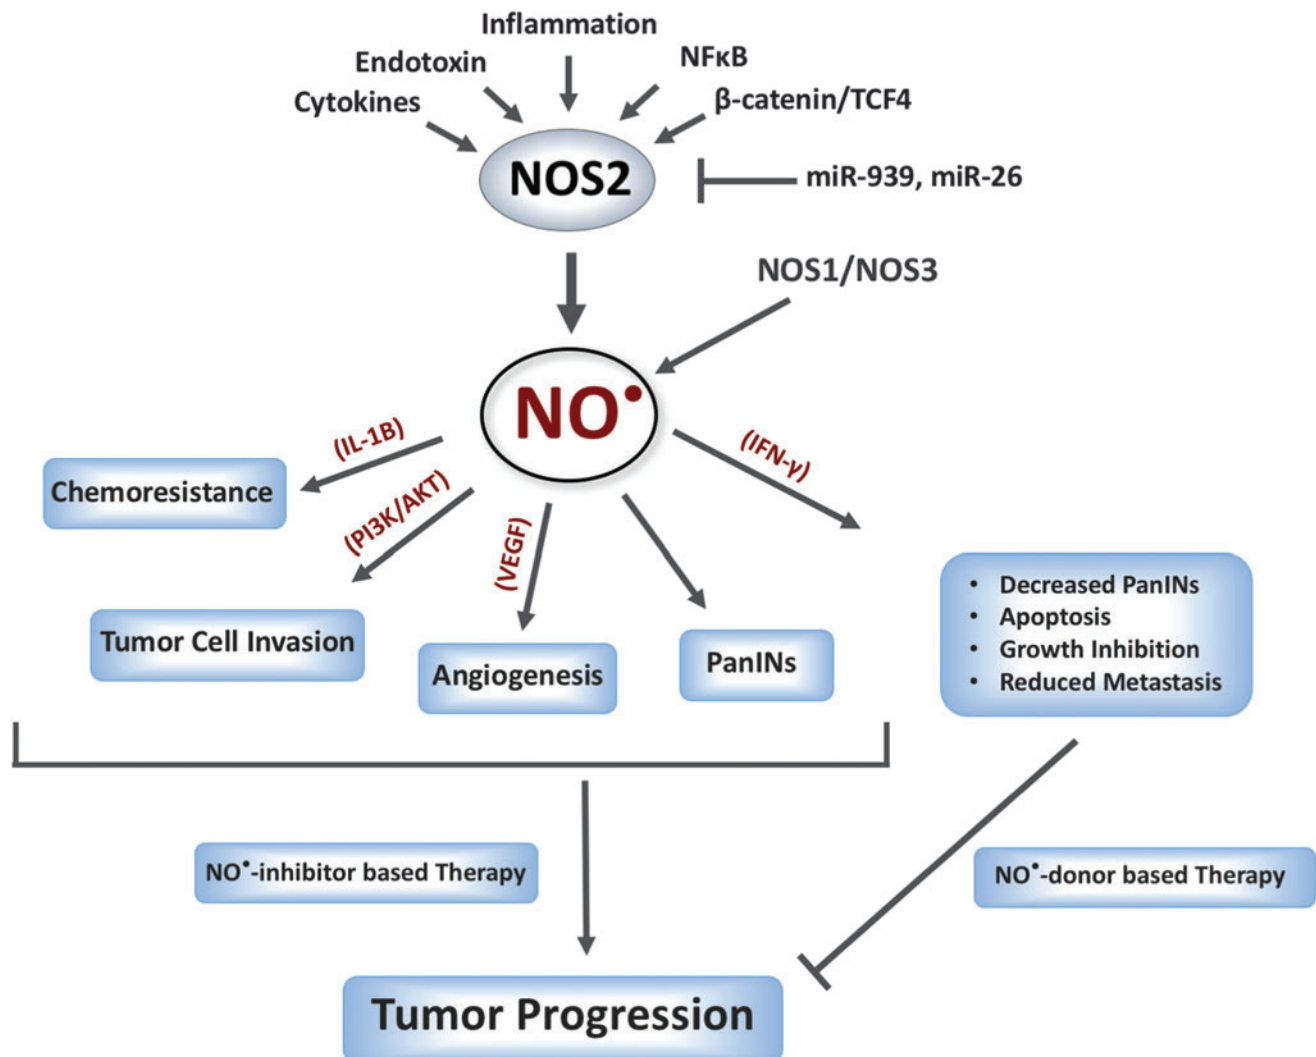 Inflammation
Endotoxin
NFκB
Cytokines
β-catenin/TCF4
NOS2
miR-939, miR-26
NOS1/NOS3
NO•
(IL-1B)
(IFN-γ)
Chemoresistance
(PI3K/AKT)
(VEGF)
Tumor Cell Invasion
Angiogenesis
PanINs
• Decreased PanINs
• Apoptosis
• Growth Inhibition
• Reduced Metastasis
NO•-inhibitor based Therapy
NO•-donor based Therapy
Tumor Progression